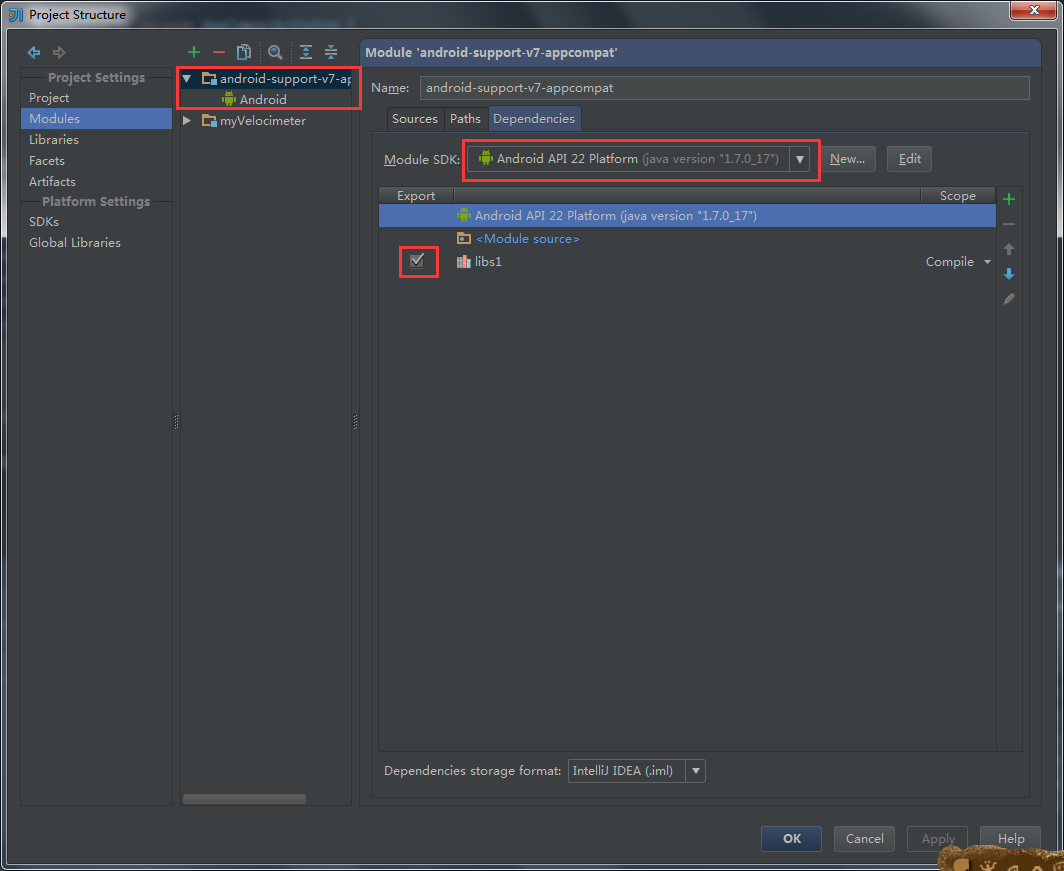 Project Structure
Project Settings
Project
Modules
Libraries
Facets
Artifacts
Platform Settings
SDKs
Global Libraries
android-support-v7-ap
Android
myVelocimeter
Module 'android-support-v7-appcompat'
Name: android-support-v7-appcompat
Sources Paths Dependencies
Module SDK: Android API 22 Platform (java version "1.7.0_17") New... Edit
Export Scope
Android API 22 Platform (java version "1.7.0_17")
<Module source>
libs1 Compile
Dependencies storage format: IntelliJ IDEA (.iml)
OK Cancel Apply Help